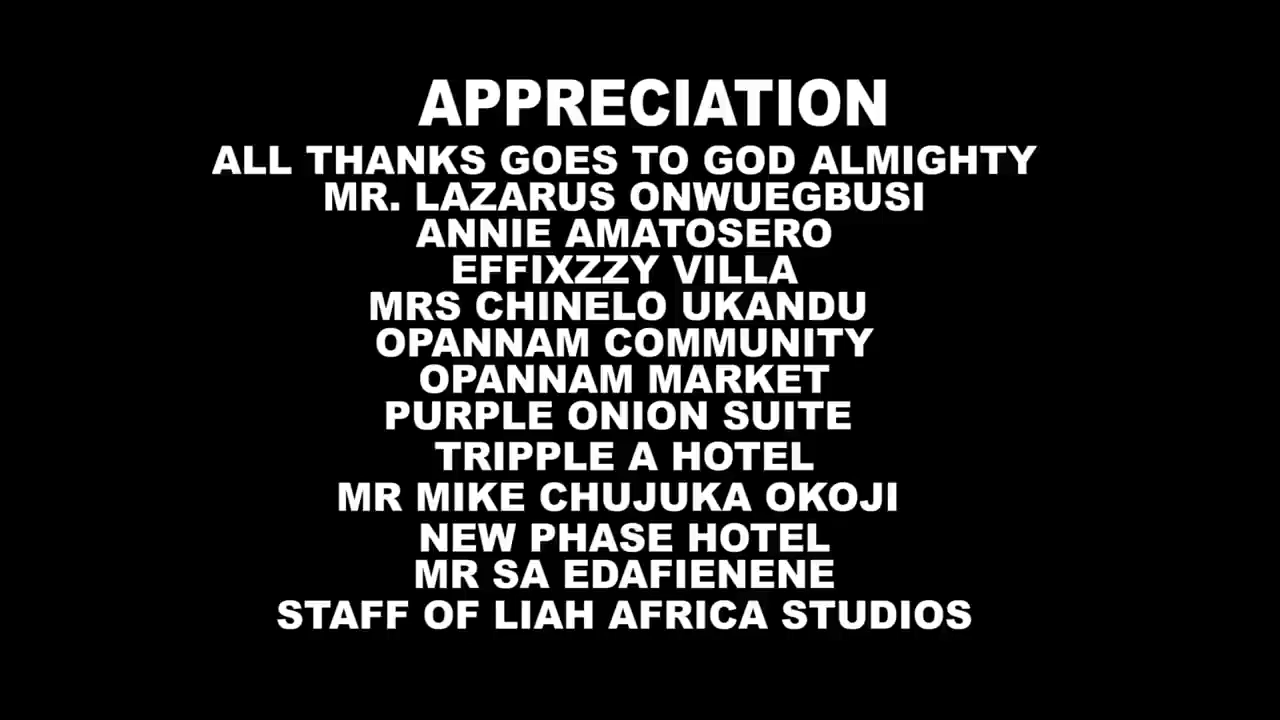 APPRECIATION
ALL THANKS GOES TO GOD ALMIGHTY
MR. LAZARUS ONWUEGBUSI
ANNIE AMATOSERO
EFFIXZZY VILLA
MRS CHINELO UKANDU
OPANNAM COMMUNITY
OPANNAM MARKET
PURPLE ONION SUITE
TRIPPLE A HOTEL
MR MIKE CHUJUKA OKOJI
NEW PHASE HOTEL
MR SA EDAFIENENE
STAFF OF LIAH AFRICA STUDIOS